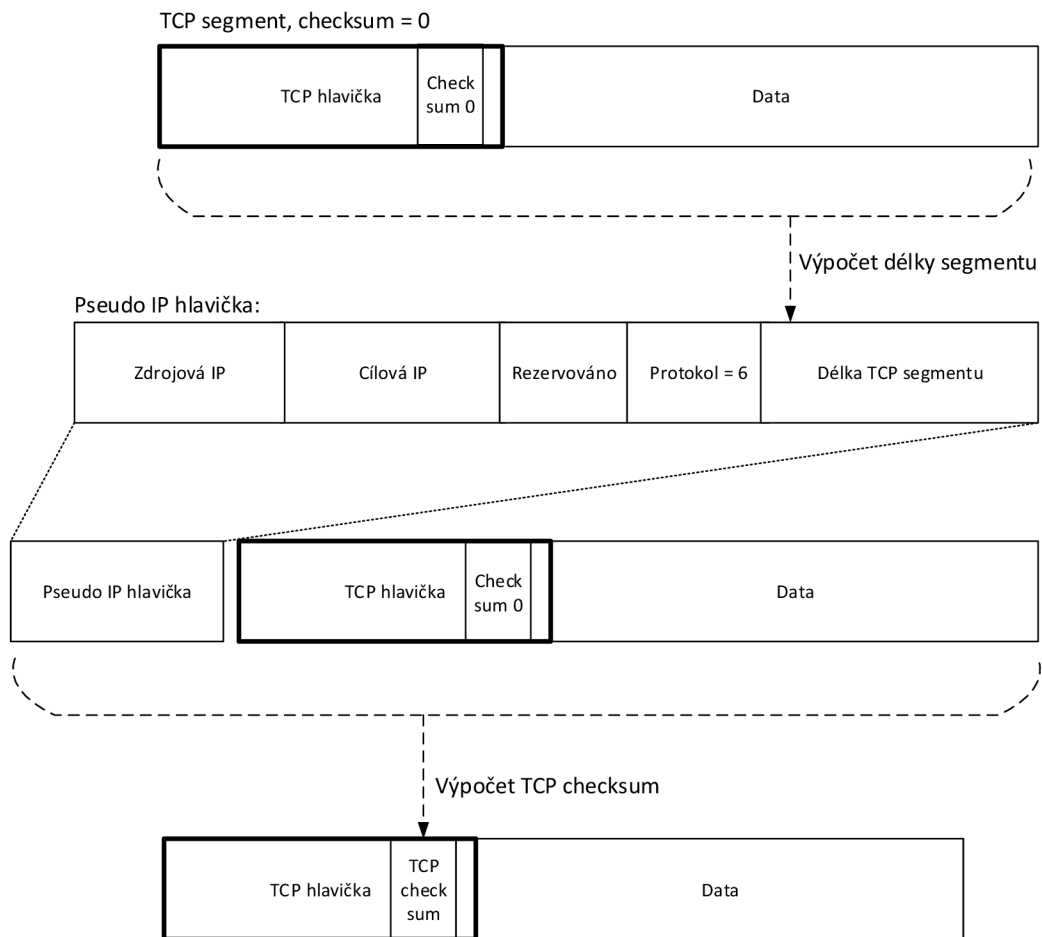 TCP segment, checksum = 0
TCP hlavička
Check
sum 0
Data
Výpočet délky segmentu
Pseudo IP hlavička:
Zdrojová IP
Cílová IP
Rezervováno
Protokol = 6
Délka TCP segmentu
Pseudo IP hlavička
TCP hlavička
Check
sum 0
Data
Výpočet TCP checksum
TCP hlavička
TCP
check
sum
Data